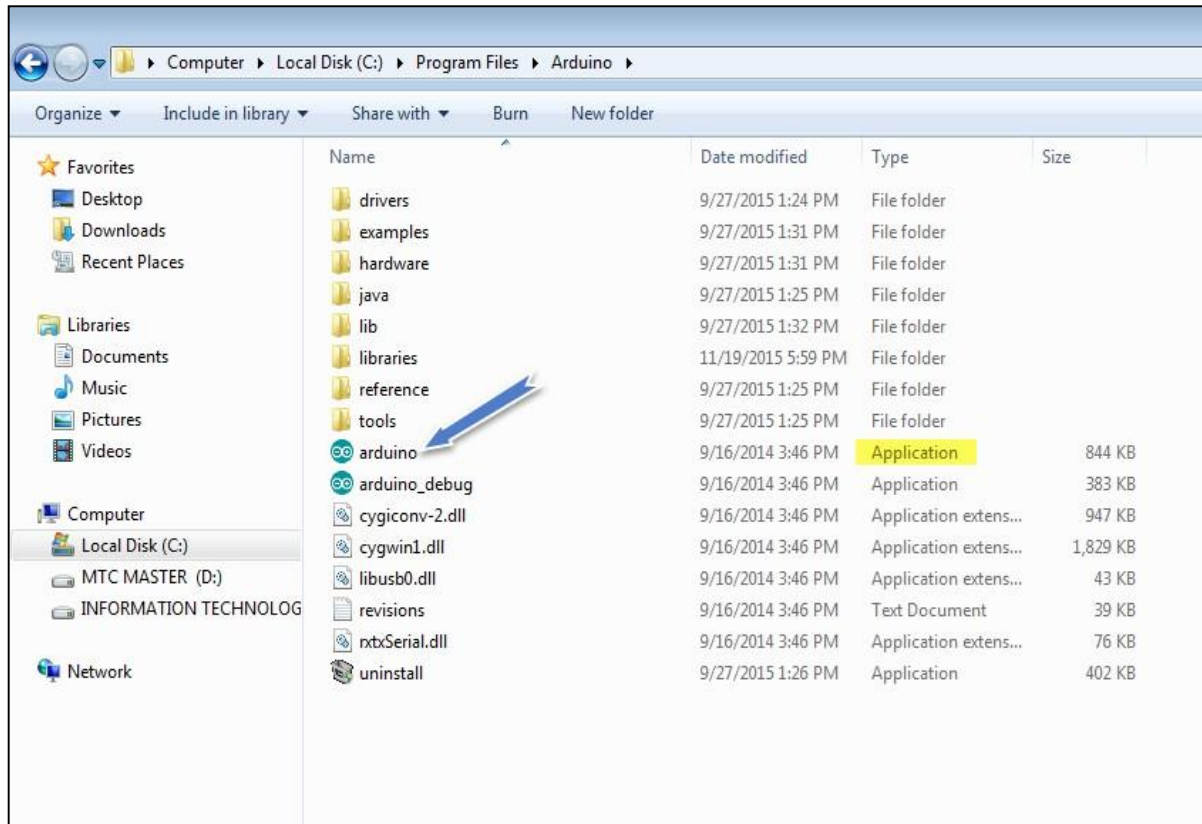 Computer Local Disk (C:) Program Files Arduino
Organize Include in library Share with Burn New folder
Favorites
Desktop
Downloads
Recent Places
Libraries
Documents
Music
Pictures
Videos
Computer
Local Disk (C:)
MTC MASTER (D:)
INFORMATION TECHNOLOG
Network
Name Date modified Type Size
drivers 9/27/2015 1:24 PM File folder
examples 9/27/2015 1:31 PM File folder
hardware 9/27/2015 1:31 PM File folder
java 9/27/2015 1:25 PM File folder
lib 9/27/2015 1:32 PM File folder
libraries 11/19/2015 5:59 PM File folder
reference 9/27/2015 1:25 PM File folder
tools 9/27/2015 1:25 PM File folder
arduino 9/16/2014 3:46 PM Application 844 KB
arduino_debug 9/16/2014 3:46 PM Application 383 KB
cygiconv-2.dll 9/16/2014 3:46 PM Application extens... 947 KB
cygwin1.dll 9/16/2014 3:46 PM Application extens... 1,829 KB
libusb0.dll 9/16/2014 3:46 PM Application extens... 43 KB
revisions 9/16/2014 3:46 PM Text Document 39 KB
rxtxSerial.dll 9/16/2014 3:46 PM Application extens... 76 KB
uninstall 9/27/2015 1:26 PM Application 402 KB